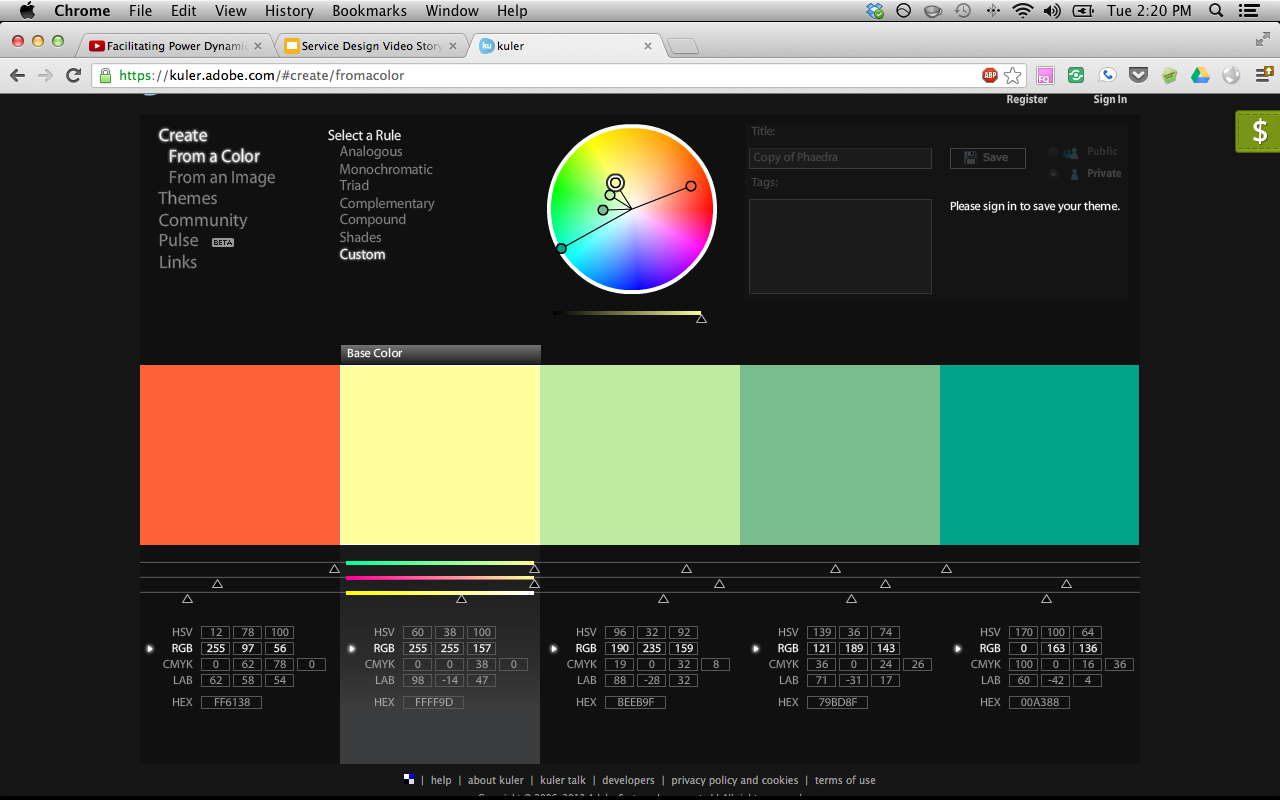 Chrome File Edit View History Bookmarks Window Help Tue 2:20 PM
Facilitating Power Dynami Service Design Video Story kuler
https://kuler.adobe.com/#create/fromacolor ABP FQ
Register Sign In
$
Create
From a Color
From an Image
Themes
Community
Pulse BETA
Links
Select a Rule
Analogous
Monochromatic
Triad
Complementary
Compound
Shades
Custom
Title:
Copy of Phaedra Save Public
Private
Tags:
Please sign in to save your theme.
Base Color
HSV 12 78 100
RGB 255 97 56
CMYK 0 62 78 0
LAB 62 58 54
HEX FF6138
HSV 60 38 100
RGB 255 255 157
CMYK 0 0 38 0
LAB 98 -14 47
HEX FFFF9D
HSV 96 32 92
RGB 190 235 159
CMYK 19 0 32 8
LAB 88 -28 32
HEX BEEB9F
HSV 139 36 74
RGB 121 189 143
CMYK 36 0 24 26
LAB 71 -31 17
HEX 79BD8F
HSV 170 100 64
RGB 0 163 136
CMYK 100 0 16 36
LAB 60 -42 4
HEX 00A388
| help | about kuler | kuler talk | developers | privacy policy and cookies | terms of use